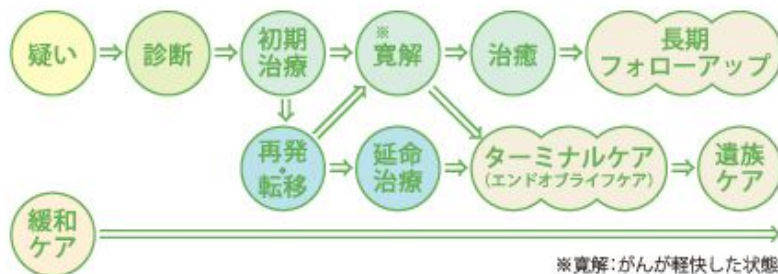 疑い
診断
初期
治療
※
寛解
治癒
長期
フォローアップ
再発・
転移
延命
治療
ターミナルケア
(エンドオブライフケア)
遺族
ケア
緩和
ケア
※寛解:がんが軽快した状態